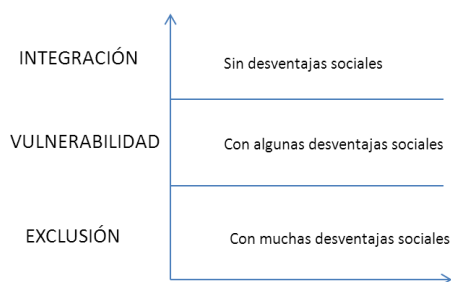 INTEGRACIÓN
Sin desventajas sociales
VULNERABILIDAD
Con algunas desventajas sociales
EXCLUSIÓN
Con muchas desventajas sociales